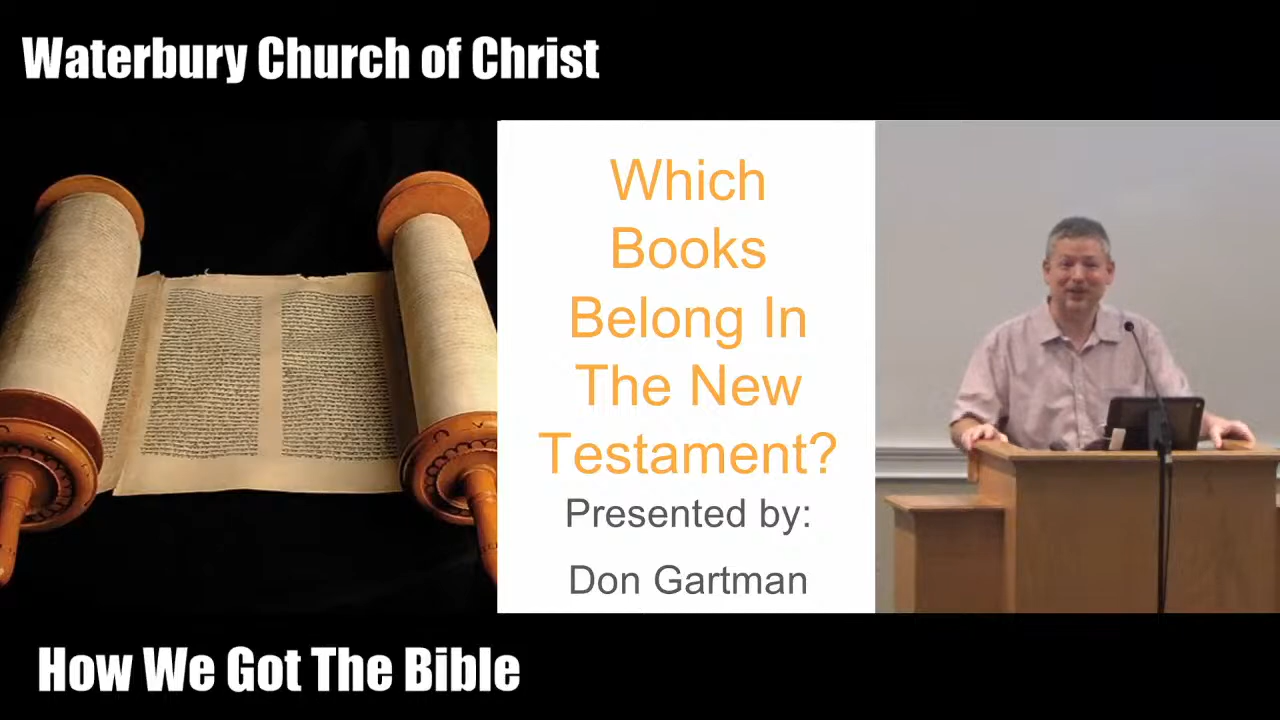 Waterbury Church of Christ
Which
Books
Belong In
The New
Testament?
Presented by:
Don Gartman
How We Got The Bible